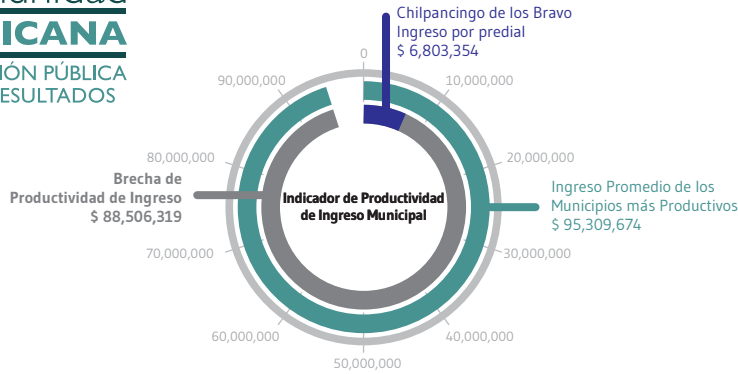 ICANA
IÓN PÚBLICA
ESULTADOS
Chilpancingo de los Bravo
Ingreso por predial
$ 6,803,354
0
90,000,000
10,000,000
80,000,000
20,000,000
Brecha de
Productividad de Ingreso
$ 88,506,319
Indicador de Productividad
de Ingreso Municipal
Ingreso Promedio de los
Municipios más Productivos
$ 95,309,674
70,000,000
30,000,000
60,000,000
40,000,000
50,000,000